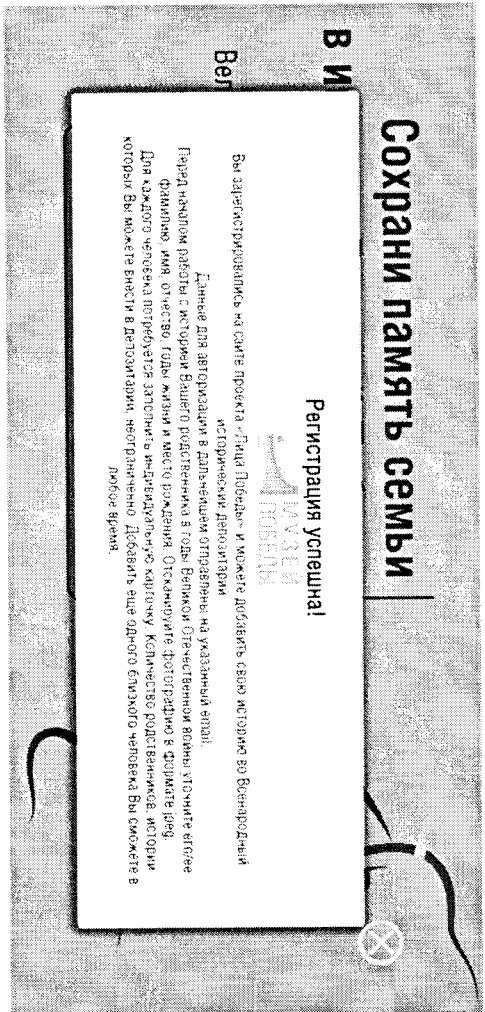 Сохрани память семьи
в и
Вел
Регистрация успешна!
МУЗЕЙ
ПОБЕДЫ
Вы зарегистрировались на сайте проекта «Лица Победы» и можете добавить свою историю во Всенародный
исторический депозитарий
Данные для авторизации в дальнейшем отправлены на указанный email.
Перед началом работы с историей Вашего родственника в годы Великой Отечественной войны уточните его/ее
фамилию, имя, отчество, годы жизни и место рождения. Отсканируйте фотографию в формате jpeg.
Для каждого человека потребуется заполнить индивидуальную карточку. Количество родственников, истории
которых Вы можете внести в депозитарий, неограниченно. Добавить еще одного близкого человека Вы сможете в
любое время.